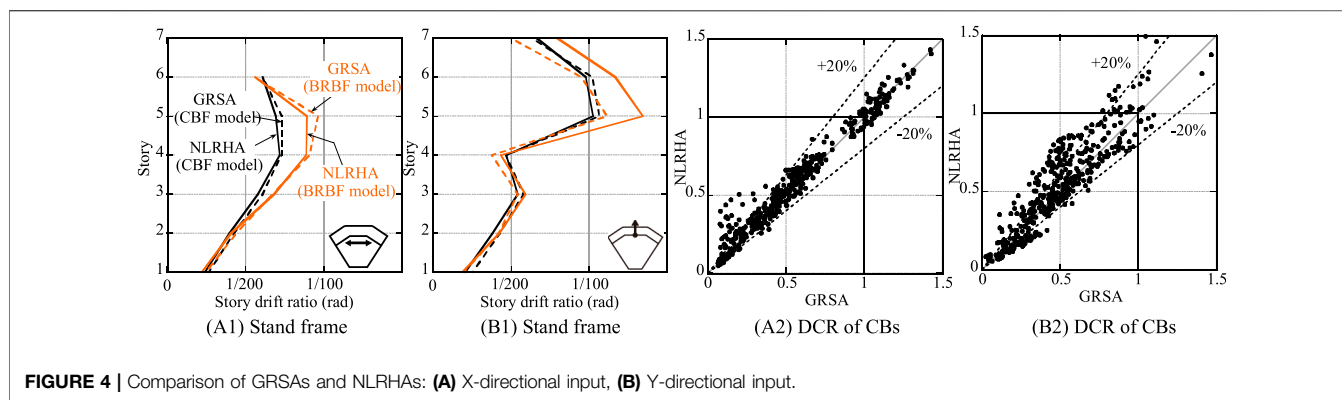 7
6
5
4
3
2
1
Story
GRSA
(BRBF model)
GRSA
(CBF model)
NLRHA
(CBF model)
NLRHA
(BRBF model)
0
1/200
1/100
Story drift ratio (rad)
(A1) Stand frame
7
6
5
4
3
2
1
0
1/200
1/100
Story drift ratio (rad)
(B1) Stand frame
1.5
1
0.5
0
NLRHA
+20%
-20%
0
0.5
1
1.5
GRSA
(A2) DCR of CBs
1.5
1
0.5
0
NLRHA
+20%
-20%
0
0.5
1
1.5
GRSA
(B2) DCR of CBs
FIGURE 4 | Comparison of GRSAs and NLRHAs: (A) X-directional input, (B) Y-directional input.